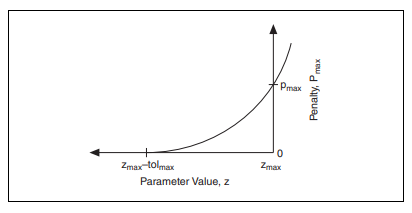 Pmax
Penalty, Pmax
0
zmax–tolmax
zmax
Parameter Value, z